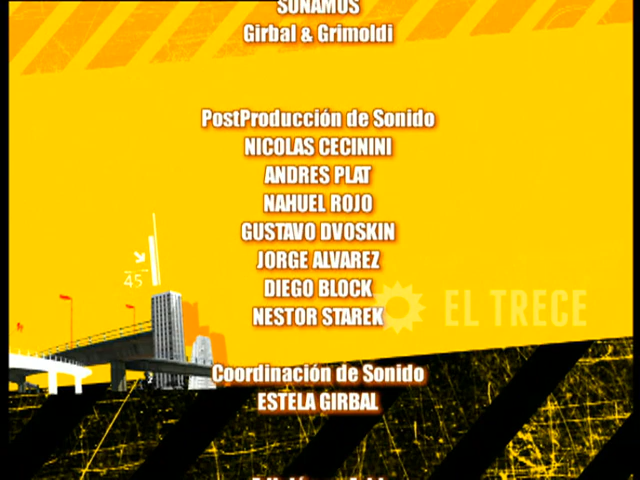 SONAMOS
Girbal & Grimoldi
PostProducción de Sonido
NICOLAS CECININI
ANDRES PLAT
NAHUEL ROJO
GUSTAVO DVOSKIN
JORGE ALVAREZ
DIEGO BLOCK
NESTOR STAREK
45
EL TRECE
Coordinación de Sonido
ESTELA GIRBAL